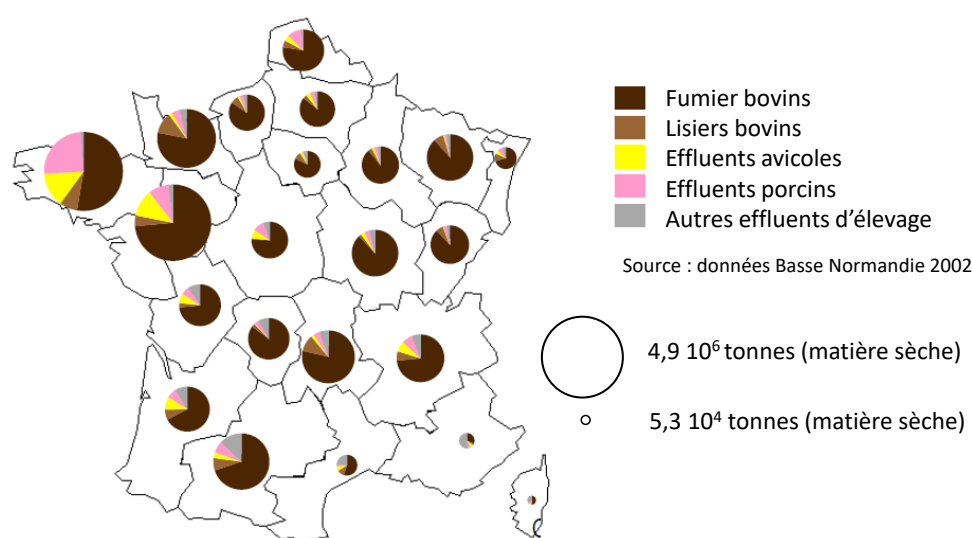 Fumier bovins
Lisiers bovins
Effluents avicoles
Effluents porcins
Autres effluents d’élevage
Source : données Basse Normandie 2002
4,9 10⁶ tonnes (matière sèche)
5,3 10⁴ tonnes (matière sèche)